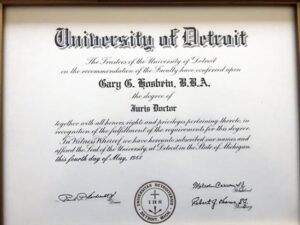 University of Detroit
The Trustees of the University of Detroit
on the recommendation of the Faculty have conferred upon
Gary G. Hosbein, B.B.A.
the degree of
Juris Doctor
together with all honors, rights and privileges pertaining thereto, in
recognition of the fulfillment of the requirements for this degree.
In Witness Whereof we have hereunto subscribed our names and
affixed the Seal of the University at Detroit in the State of Michigan
this fourth day of May,